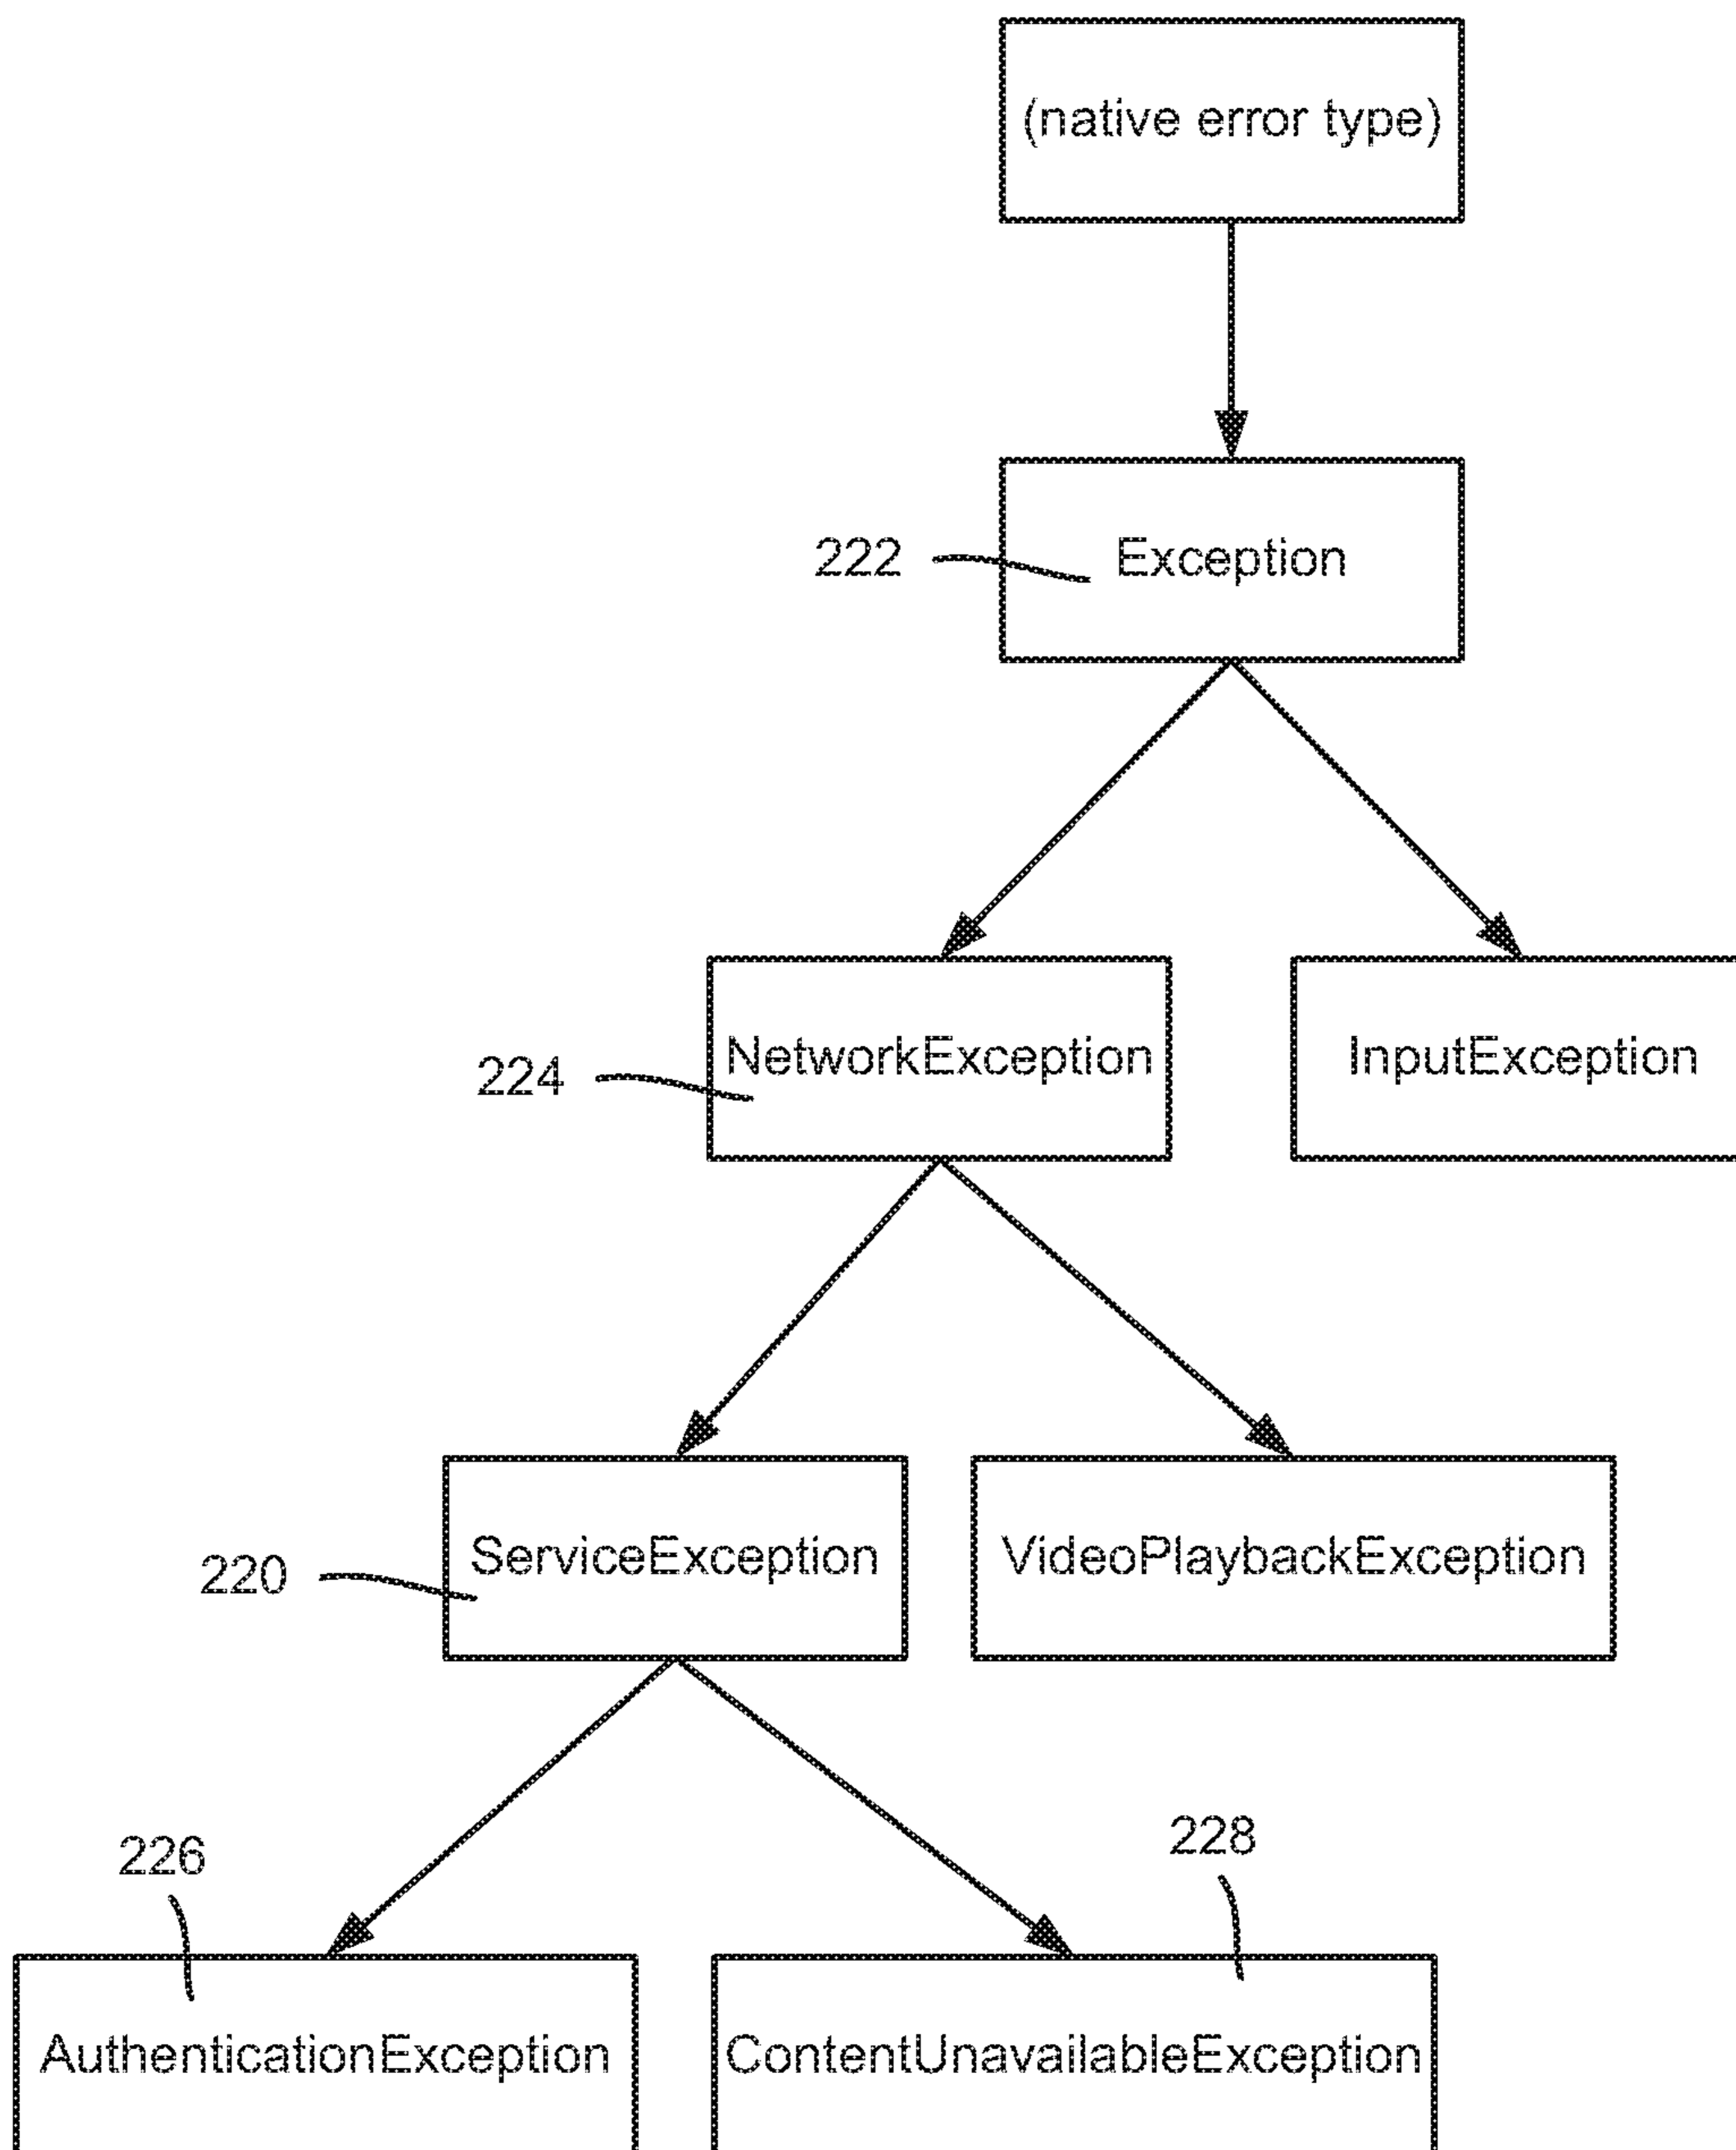 (native error type)
222
Exception
224
NetworkException
InputException
220
ServiceException
VideoPlaybackException
226
228
AuthenticationException
ContentUnavailableException